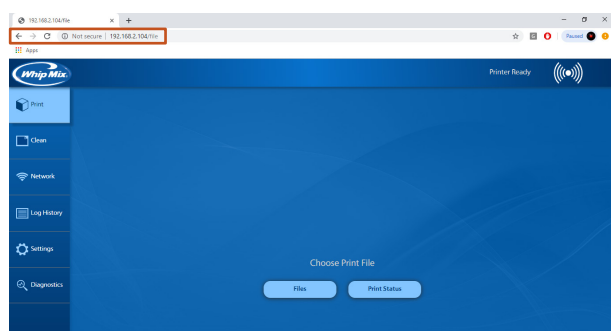 192.168.2.104/file
Not secure | 192.168.2.104/file
Paused
Apps
Whip Mix.
Printer Ready
Print
Clean
Network
Log History
Settings
Diagnostics
Choose Print File
Files
Print Status